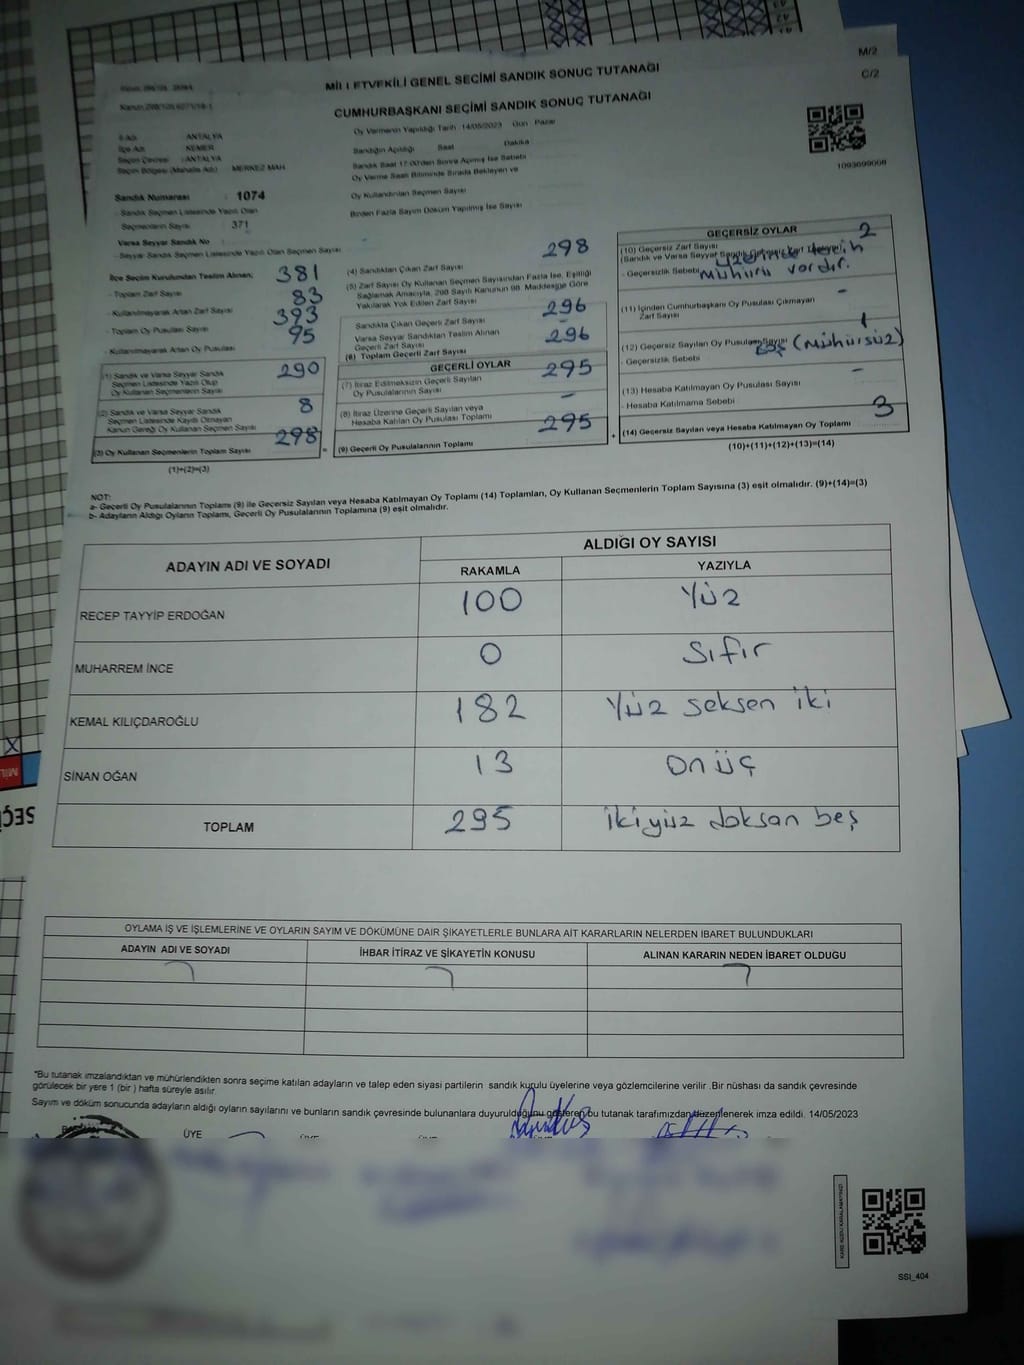 MİLLETVEKİLİ GENEL SEÇİMİ SANDIK SONUÇ TUTANAĞI
M/2
CUMHURBAŞKANI SEÇİMİ SANDIK SONUÇ TUTANAĞI
C/2
1093699008
İl Adı : ANTALYA
İlçe Adı : KEMER
Seçim Çevresi : ANTALYA
Seçim Bölgesi (Mahalle Adı) : MERKEZ MAH
Sandık Numarası : 1074
- Sandık Seçmen Listesinde Yazılı Olan
Seçmenlerin Sayısı : 371
Varsa Seyyar Sandık No
- Seyyar Sandık Seçmen Listesinde Yazılı Olan Seçmen Sayısı -
İlçe Seçim Kurulundan Teslim Alınan;
- Toplam Zarf Sayısı 381
- Kullanılmayarak Artan Zarf Sayısı 83
- Toplam Oy Pusulası Sayısı 393
- Kullanılmayarak Artan Oy Pusulası 95
(1) Sandık ve Varsa Seyyar Sandık
Seçmen Listesinde Yazılı Olup
Oy Kullanan Seçmenlerin Sayısı 290
(2) Sandık ve Varsa Seyyar Sandık
Seçmen Listesinde Kayıtlı Olmayan
Kanun Gereği Oy Kullanan Seçmen Sayısı 8
(3) Oy Kullanan Seçmenlerin Toplam Sayısı 298
(1)+(2)=(3)
Oy Vermenin Yapıldığı Tarih : 14/05/2023 Gün : Pazar
Sandığın Açıldığı Saat Dakika
Sandık Saat 17:00'den Sonra Açılmış İse Sebebi
Oy Verme Saati Bitiminde Sırada Bekleyen ve
Oy Kullandırılan Seçmen Sayısı
Birden Fazla Sayım Döküm Yapılmış İse Sayısı
(4) Sandıktan Çıkan Zarf Sayısı 298
(5) Zarf Sayısı Oy Kullanan Seçmen Sayısından Fazla İse, Eşitliği
Sağlamak Amacıyla, 298 Sayılı Kanunun 98. Maddesine Göre
Yakılarak Yok Edilen Zarf Sayısı -
Sandıkta Çıkan Geçerli Zarf Sayısı 296
Varsa Seyyar Sandıktan Teslim Alınan
Geçerli Zarf Sayısı -
(6) Toplam Geçerli Zarf Sayısı 296
GEÇERLİ OYLAR
(7) İtiraz Edilmeksizin Geçerli Sayılan
Oy Pusulalarının Sayısı 295
(8) İtiraz Üzerine Geçerli Sayılan veya
Hesaba Katılan Oy Pusulası Toplamı -
(9) Geçerli Oy Pusulalarının Toplamı 295
GEÇERSİZ OYLAR
(10) Geçersiz Zarf Sayısı 2
- Geçersizlik Sebebi üzerinde tercih
mührü vardır.
(11) İçinden Cumhurbaşkanı Oy Pusulası Çıkmayan
Zarf Sayısı -
(12) Geçersiz Sayılan Oy Pusulası Sayısı 1
- Geçersizlik Sebebi Boş (mühürsüz)
(13) Hesaba Katılmayan Oy Pusulası Sayısı -
- Hesaba Katılmama Sebebi
(14) Geçersiz Sayılan veya Hesaba Katılmayan Oy Toplamı 3
(10)+(11)+(12)+(13)=(14)
NOT:
a- Geçerli Oy Pusulalarının Toplamı (9) ile Geçersiz Sayılan veya Hesaba Katılmayan Oy Toplamı (14) Toplamları, Oy Kullanan Seçmenlerin Toplam Sayısına (3) eşit olmalıdır. (9)+(14)=(3)
b- Adayların Aldığı Oyların Toplamı, Geçerli Oy Pusulalarının Toplamına (9) eşit olmalıdır.
ADAYIN ADI VE SOYADI
ALDIĞI OY SAYISI
RAKAMLA YAZIYLA
RECEP TAYYİP ERDOĞAN 100 Yüz
MUHARREM İNCE 0 Sıfır
KEMAL KILIÇDAROĞLU 182 Yüz seksen iki
SİNAN OĞAN 13 onüç
TOPLAM 295 ikiyüz doksan beş
OYLAMA İŞ VE İŞLEMLERİNE VE OYLARIN SAYIM VE DÖKÜMÜNE DAİR ŞİKAYETLERLE BUNLARA AİT KARARLARIN NELERDEN İBARET BULUNDUKLARI
ADAYIN ADI VE SOYADI İHBAR İTİRAZ VE ŞİKAYETİN KONUSU ALINAN KARARIN NEDEN İBARET OLDUĞU
*Bu tutanak imzalandıktan ve mühürlendikten sonra seçime katılan adayların ve talep eden siyasi partilerin sandık kurulu üyelerine veya gözlemcilerine verilir .Bir nüshası da sandık çevresinde
görülecek bir yere 1 (bir ) hafta süreyle asılır.
Sayım ve döküm sonucunda adayların aldığı oyların sayılarını ve bunların sandık çevresinde bulunanlara duyurulduğunu gösteren bu tutanak tarafımızdan düzenlenerek imza edildi. 14/05/2023
ÜYE
SSI_404